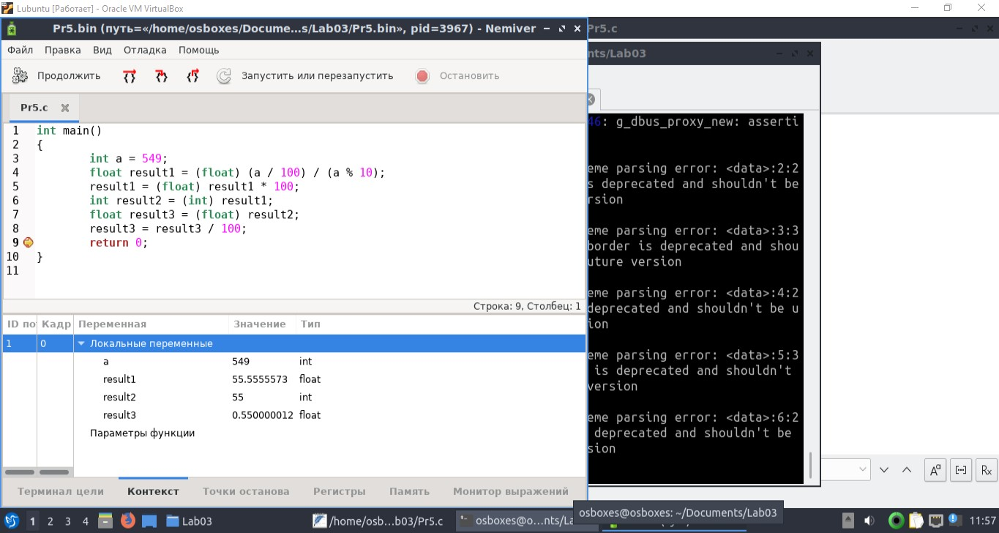 Lubuntu [Работает] - Oracle VM VirtualBox
Pr5.bin (путь=«/home/osboxes/Docume...s/Lab03/Pr5.bin», pid=3967) - Nemiver
Pr5.c
Файл Правка Вид Отладка Помощь
nts/Lab03
Продолжить Запустить или перезапустить Остановить
Pr5.c
1 int main()
2 {
3 int a = 549;
4 float result1 = (float) (a / 100) / (a % 10);
5 result1 = (float) result1 * 100;
6 int result2 = (int) result1;
7 float result3 = (float) result2;
8 result3 = result3 / 100;
9 return 0;
10 }
11
Строка: 9, Столбец: 1
ID по Кадр Переменная Значение Тип
1 0 Локальные переменные
a 549 int
result1 55.5555573 float
result2 55 int
result3 0.550000012 float
Параметры функции
Терминал цели Контекст Точки останова Регистры Память Монитор выражений
46: g_dbus_proxy_new: asserti
eme parsing error: <data>:2:2
s deprecated and shouldn't be
rsion
eme parsing error: <data>:3:3
border is deprecated and shou
uture version
eme parsing error: <data>:4:2
deprecated and shouldn't be u
ion
eme parsing error: <data>:5:3
is deprecated and shouldn't
version
eme parsing error: <data>:6:2
deprecated and shouldn't be
sion
Rx
osboxes@osboxes: ~/Documents/Lab03
1 2 3 4 Lab03 /home/osb...b03/Pr5.c osboxes@o...nts/La 11:57